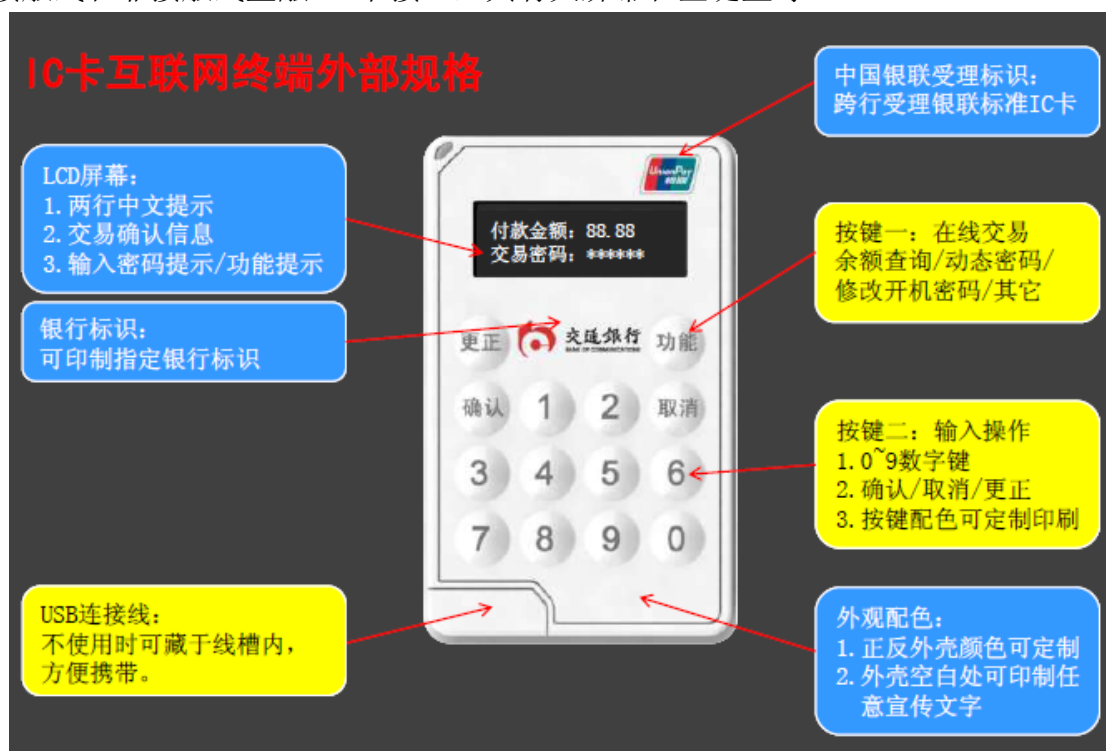 IC卡互联网终端外部规格
中国银联受理标识:
跨行受理银联标准IC卡
LCD屏幕:
1.两行中文提示
2.交易确认信息
3.输入密码提示/功能提示
UnionPay
银联
付款金额: 88.88
交易密码: ******
按键一: 在线交易
余额查询/动态密码/
修改开机密码/其它
银行标识:
可印制指定银行标识
更正
交通银行
BANK OF COMMUNICATIONS
功能
确认 1 2 取消
3 4 5 6
7 8 9 0
按键二: 输入操作
1.0~9数字键
2.确认/取消/更正
3.按键配色可定制印刷
USB连接线:
不使用时可藏于线槽内,
方便携带。
外观配色:
1.正反外壳颜色可定制
2.外壳空白处可印制任
意宣传文字